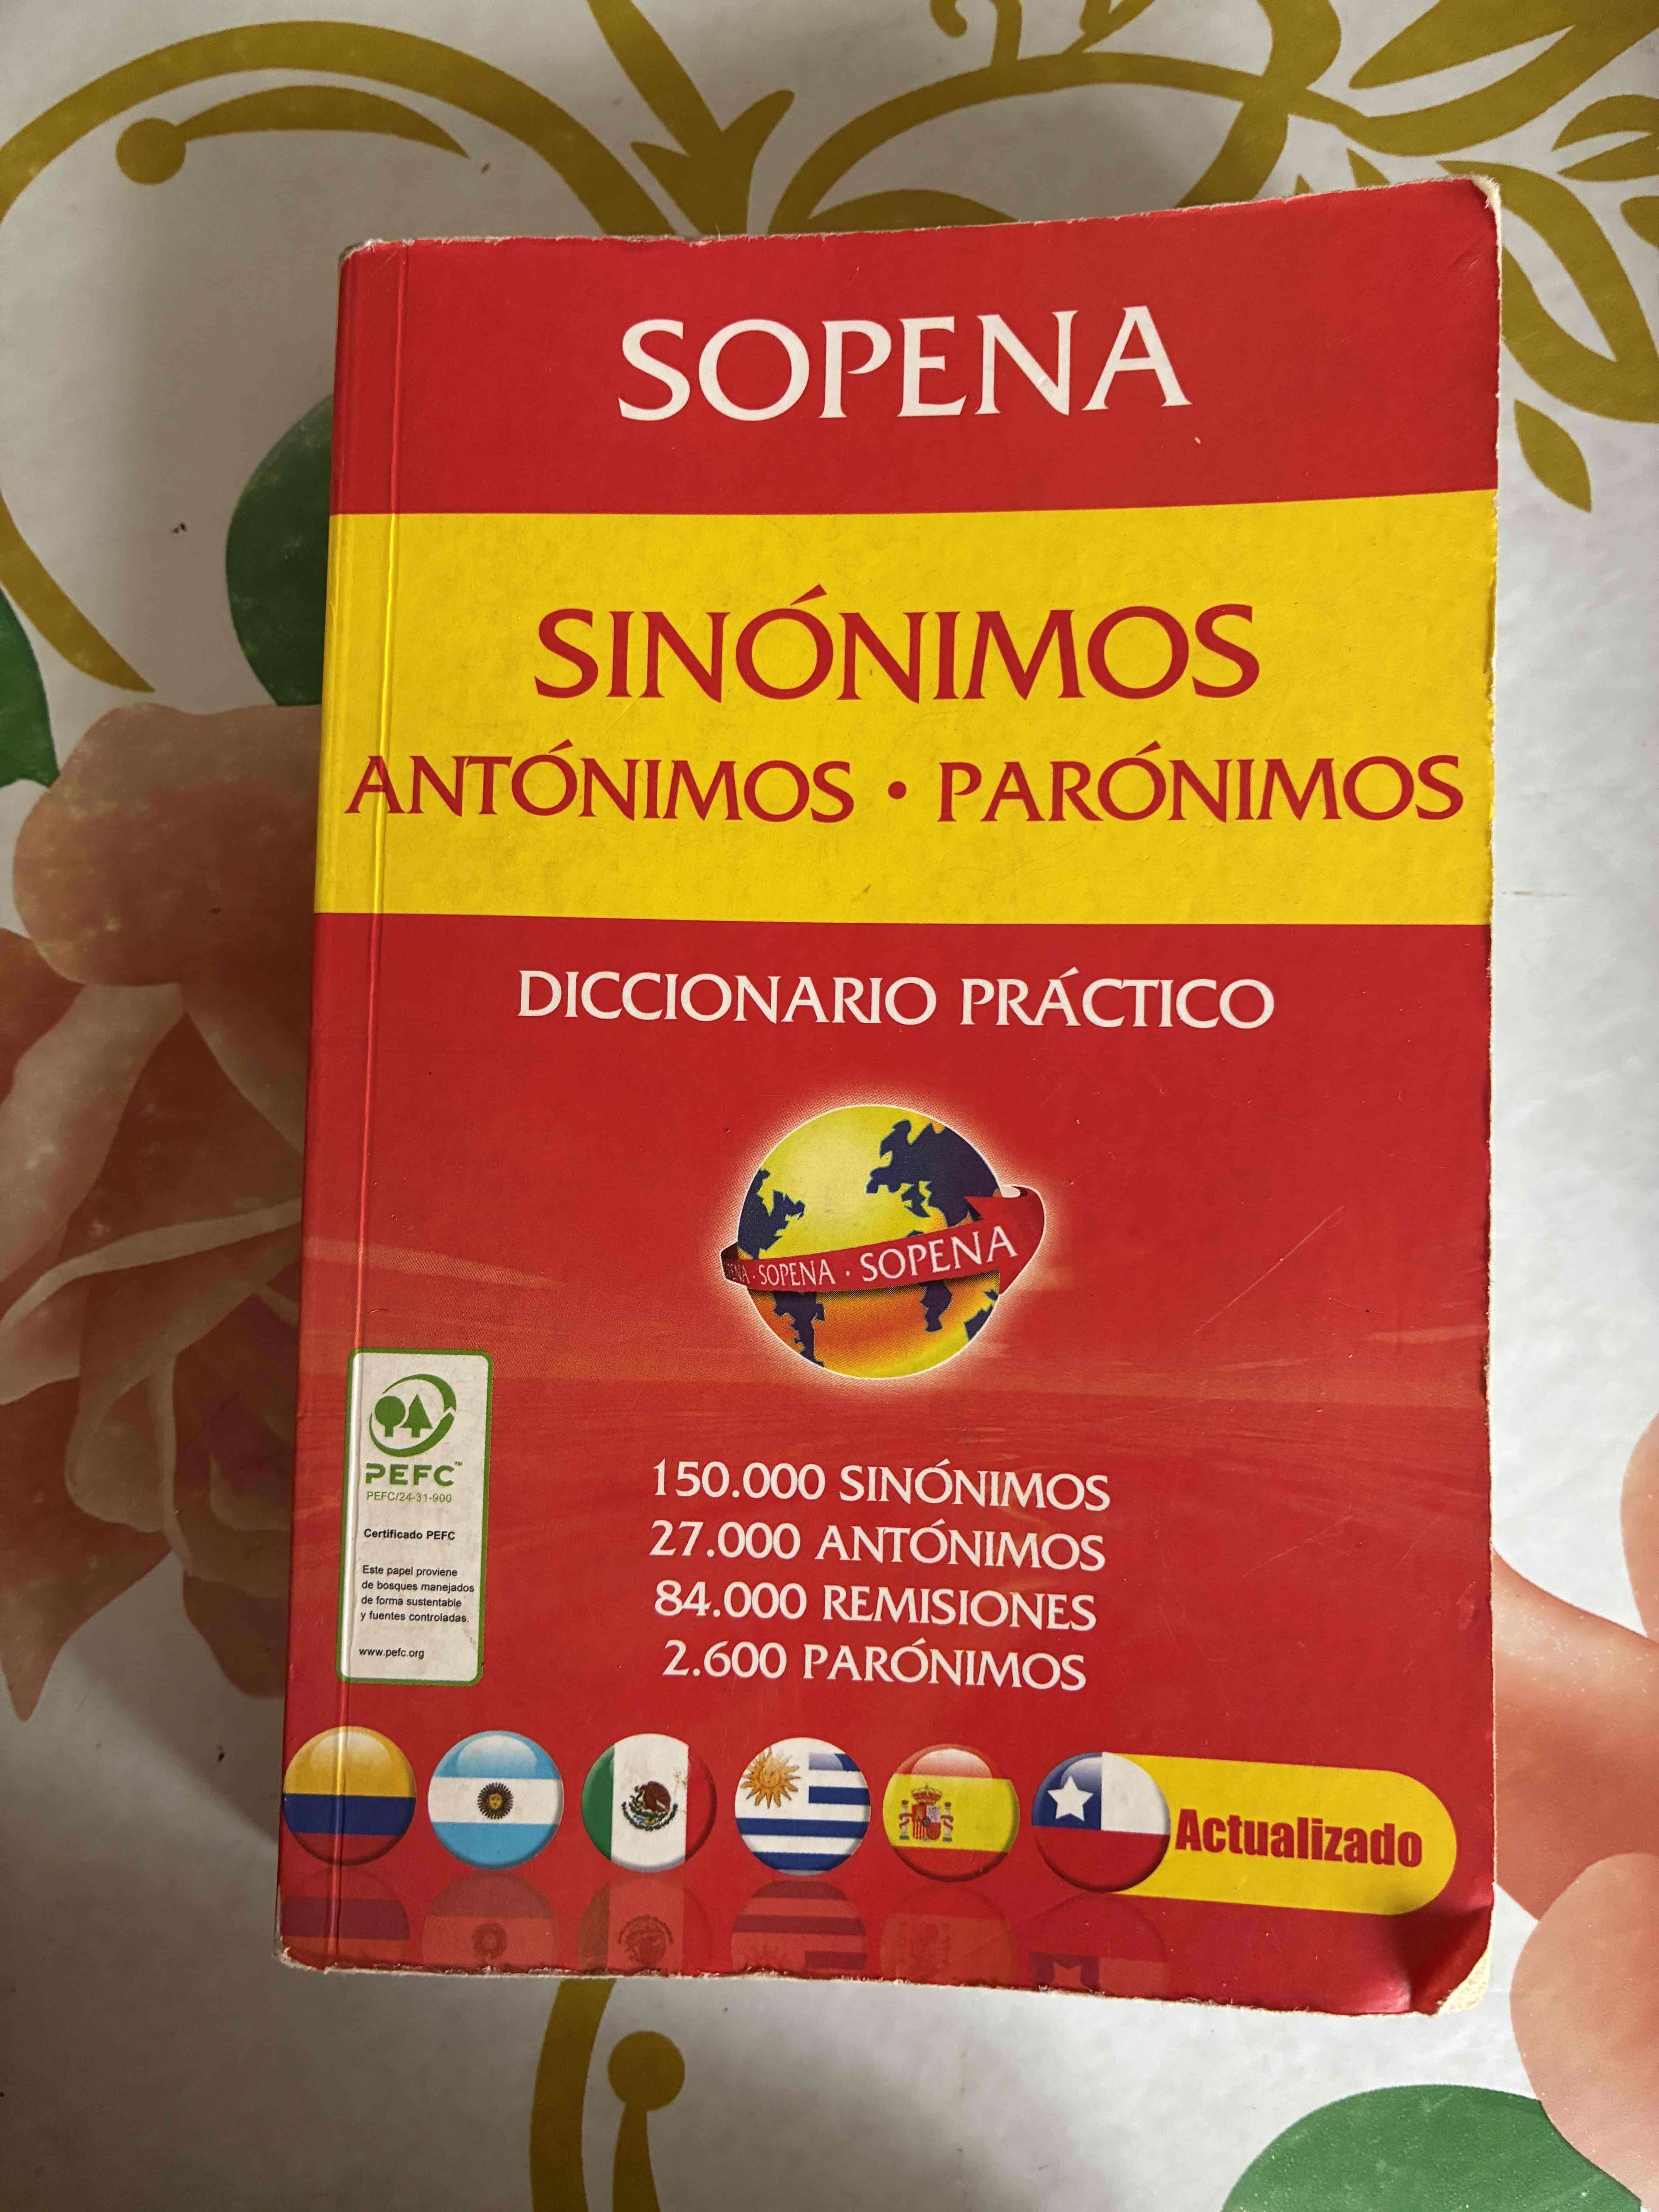 SOPENA
SINÓNIMOS
ANTÓNIMOS • PARÓNIMOS
DICCIONARIO PRÁCTICO
ENA · SOPENA · SOPENA
150.000 SINÓNIMOS
27.000 ANTÓNIMOS
84.000 REMISIONES
2.600 PARÓNIMOS
PEFC™
PEFC/24-31-900
Certificado PEFC
Este papel proviene
de bosques manejados
de forma sustentable
y fuentes controladas.
www.pefc.org
Actualizado